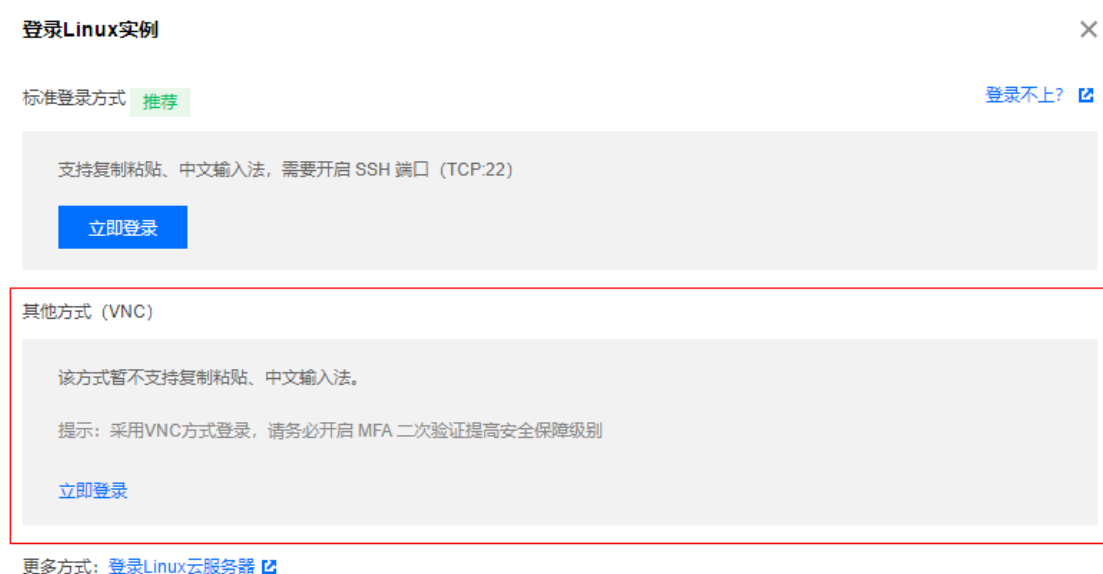 登录Linux实例
标准登录方式 推荐 登录不上?
支持复制粘贴、中文输入法，需要开启 SSH 端口（TCP:22）
立即登录
其他方式（VNC）
该方式暂不支持复制粘贴、中文输入法。
提示：采用VNC方式登录，请务必开启 MFA 二次验证提高安全保障级别
立即登录
更多方式：登录Linux云服务器